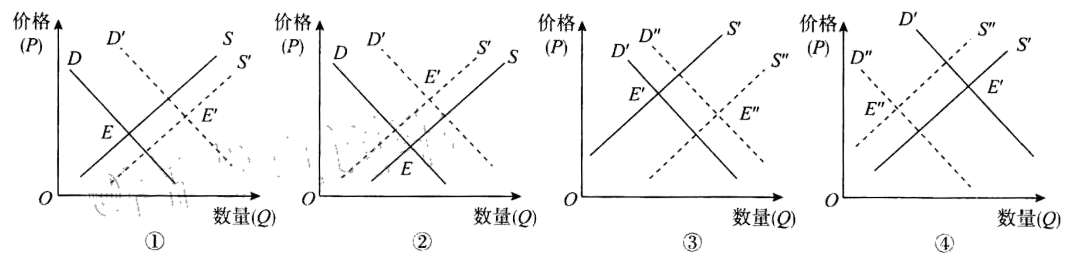 价格
(P)
D
D'
S
S'
E
E'
O
数量(Q)
①
价格
(P)
D
D'
S'
S
E'
E
O
数量(Q)
②
价格
(P)
D'
D''
S'
S''
E'
E''
O
数量(Q)
③
价格
(P)
D''
D'
S''
S'
E''
E'
O
数量(Q)
④